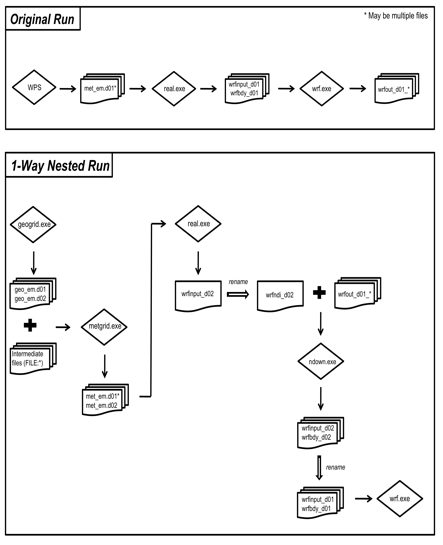 Original Run
* May be multiple files
WPS
met_em.d01*
real.exe
wrfinput_d01
wrfbdy_d01
wrf.exe
wrfout_d01_*
1-Way Nested Run
geogrid.exe
geo_em.d01
geo_em.d02
Intermediate
files (FILE:*)
metgrid.exe
met_em.d01*
met_em.d02
real.exe
wrfinput_d02
rename
wrfndi_d02
wrfout_d01_*
ndown.exe
wrfinput_d02
wrfbdy_d02
rename
wrfinput_d01
wrfbdy_d01
wrf.exe